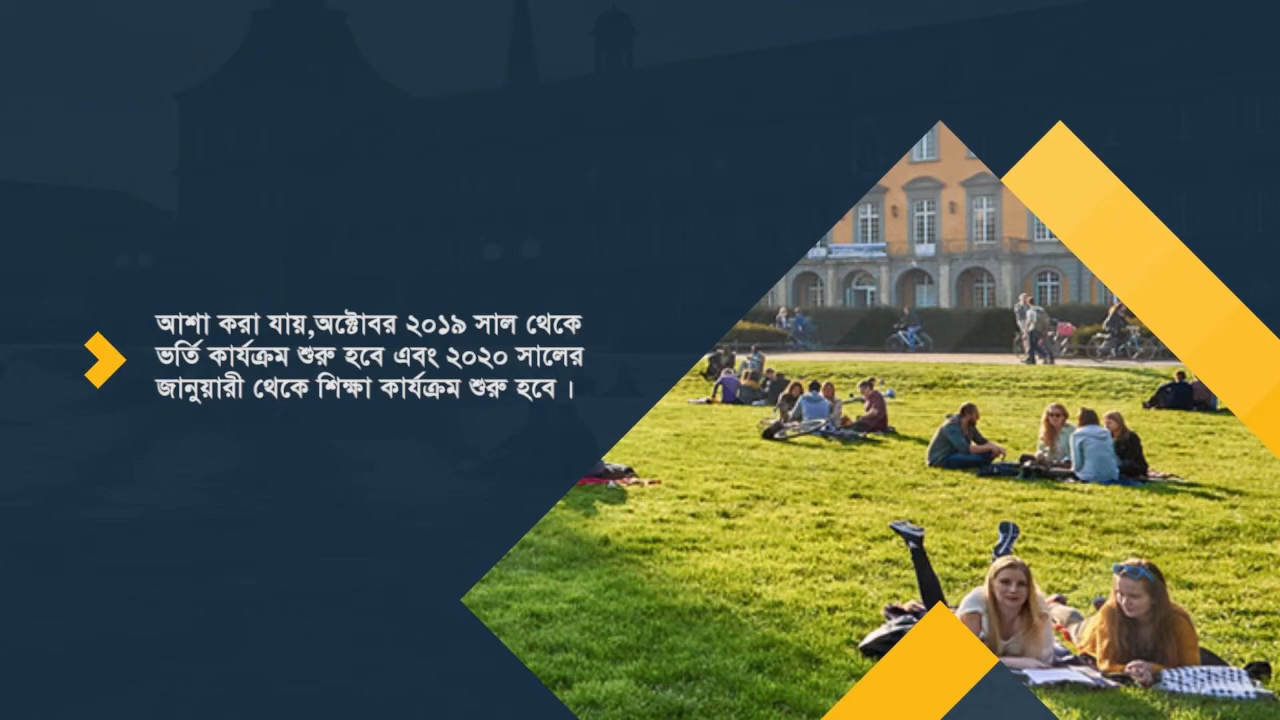 আশা করা যায়,অক্টোবর ২০১৯ সাল থেকে
ভর্তি কার্যক্রম শুরু হবে এবং ২০২০ সালের
জানুয়ারী থেকে শিক্ষা কার্যক্রম শুরু হবে ।